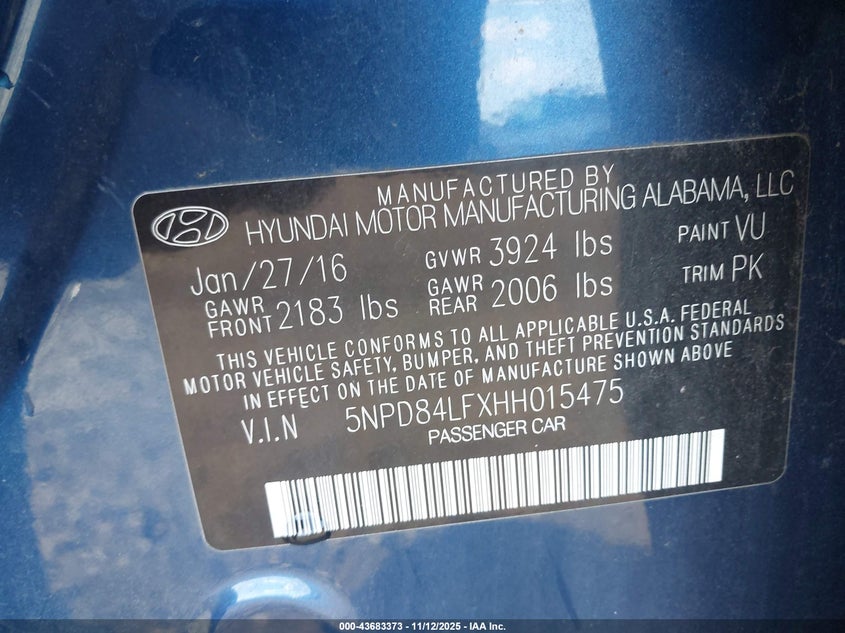 MANUFACTURED BY
HYUNDAI MOTOR MANUFACTURING ALABAMA, LLC
Jan/27/16 GVWR 3924 lbs PAINT VU
GAWR FRONT 2183 lbs GAWR REAR 2006 lbs TRIM PK
THIS VEHICLE CONFORMS TO ALL APPLICABLE U.S.A. FEDERAL
MOTOR VEHICLE SAFETY, BUMPER, AND THEFT PREVENTION STANDARDS
IN EFFECT ON THE DATE OF MANUFACTURE SHOWN ABOVE
V.I.N 5NPD84LFXHH015475
PASSENGER CAR
000-43683373 - 11/12/2025 - IAA Inc.